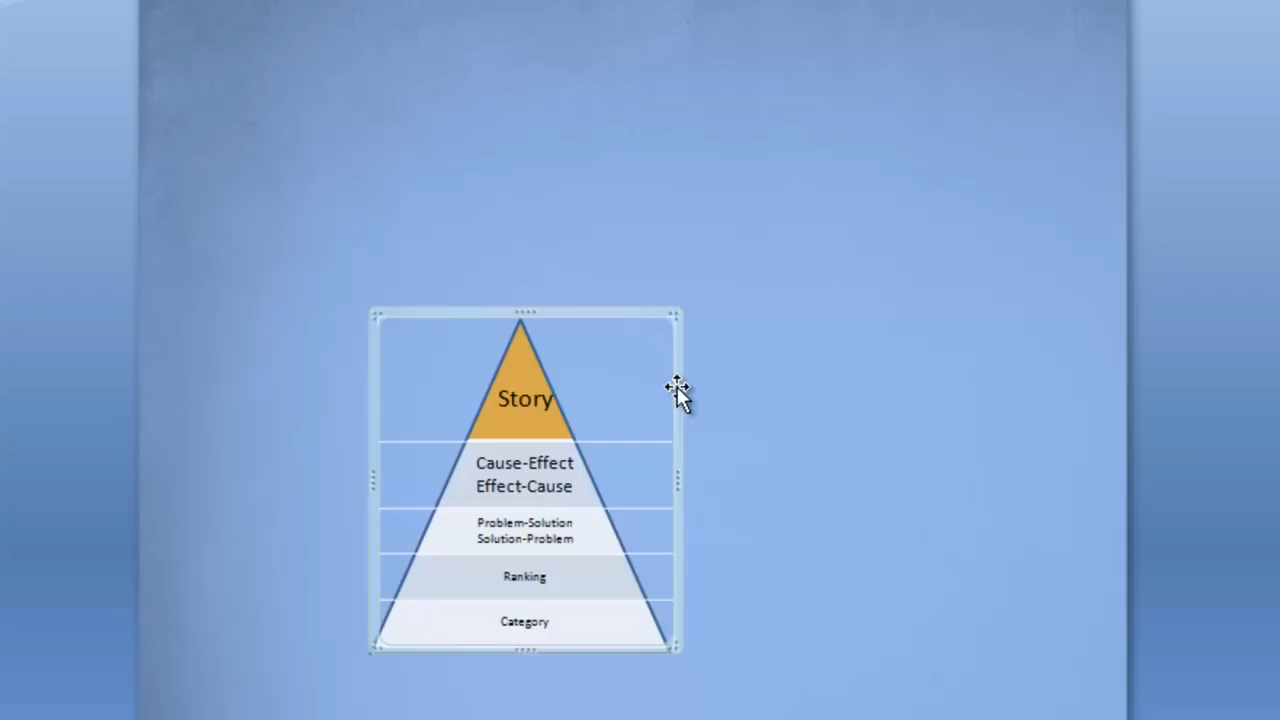 Story
Cause-Effect
Effect-Cause
Problem-Solution
Solution-Problem
Ranking
Category